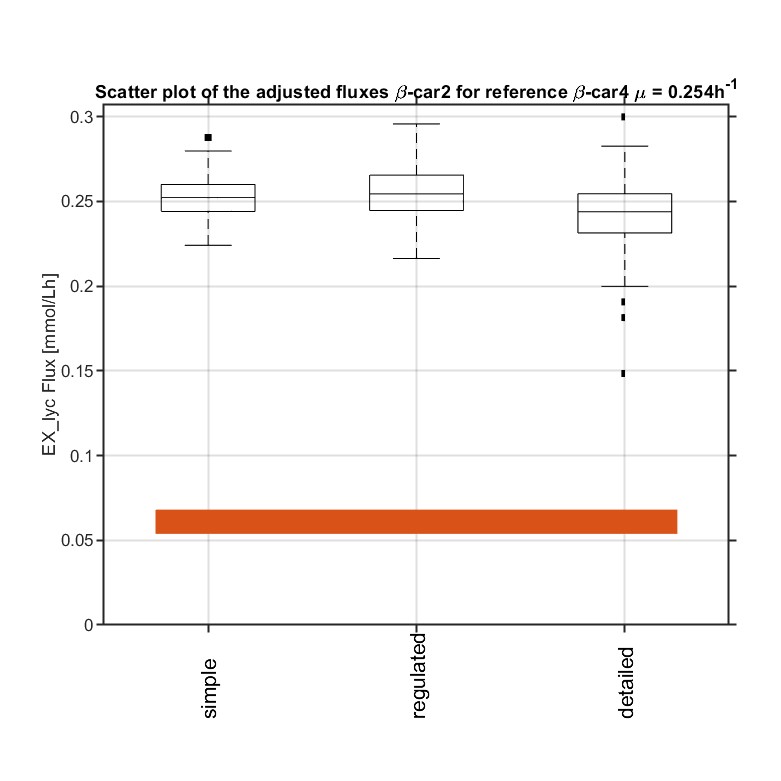 Scatter plot of the adjusted fluxes β-car2 for reference β-car4 μ = 0.254h⁻¹
0.3
0.25
0.2
0.15
0.1
0.05
0
EX_lyc Flux [mmol/Lh]
simple
regulated
detailed